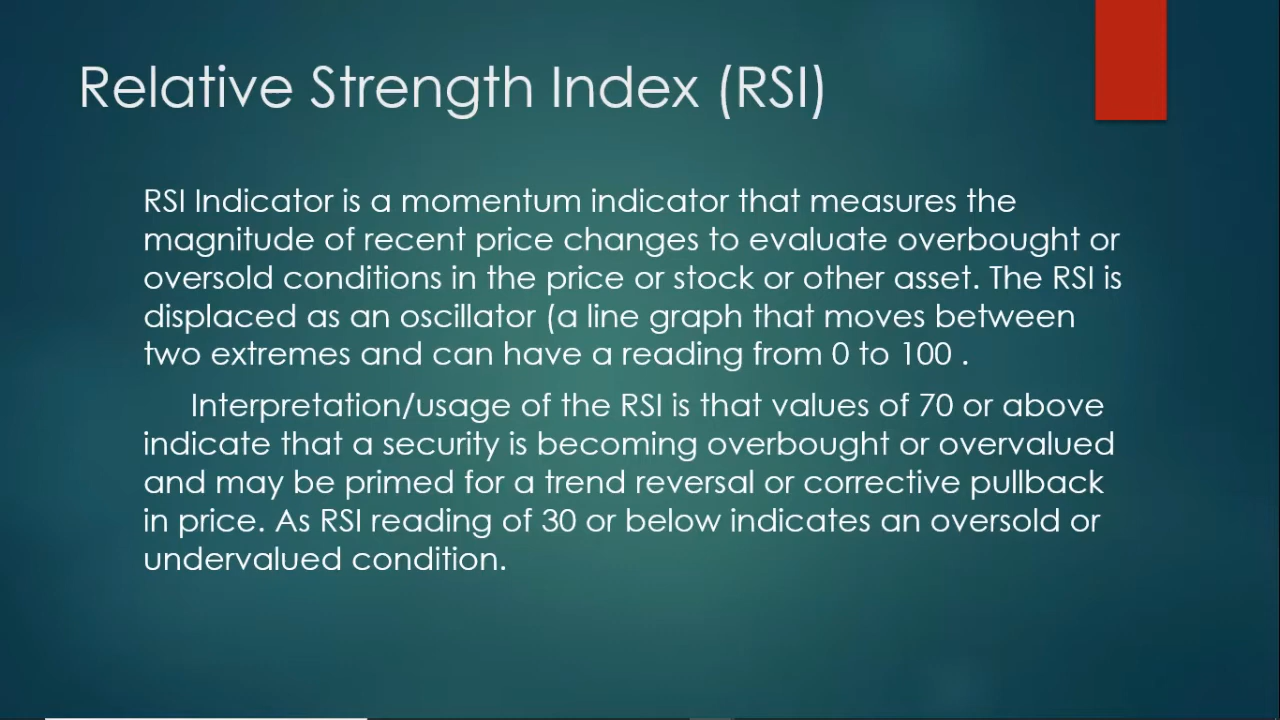 Relative Strength Index (RSI)
RSI Indicator is a momentum indicator that measures the
magnitude of recent price changes to evaluate overbought or
oversold conditions in the price or stock or other asset. The RSI is
displaced as an oscillator (a line graph that moves between
two extremes and can have a reading from 0 to 100 .
Interpretation/usage of the RSI is that values of 70 or above
indicate that a security is becoming overbought or overvalued
and may be primed for a trend reversal or corrective pullback
in price. As RSI reading of 30 or below indicates an oversold or
undervalued condition.